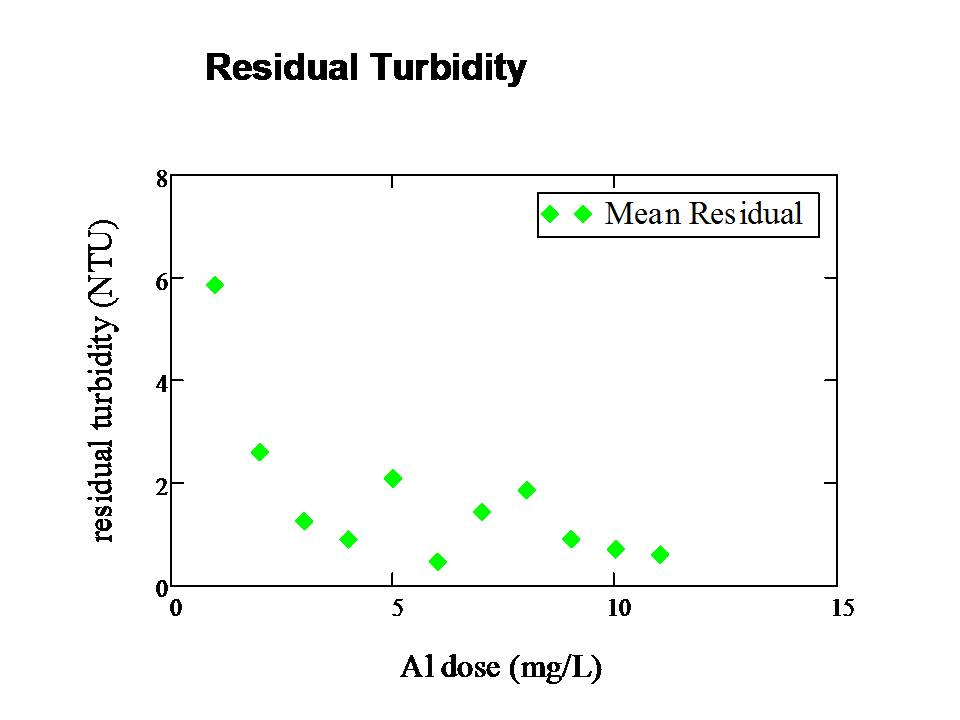 Residual Turbidity
8
Mean Residual
6
4
2
0
residual turbidity (NTU)
0 5 10 15
Al dose (mg/L)